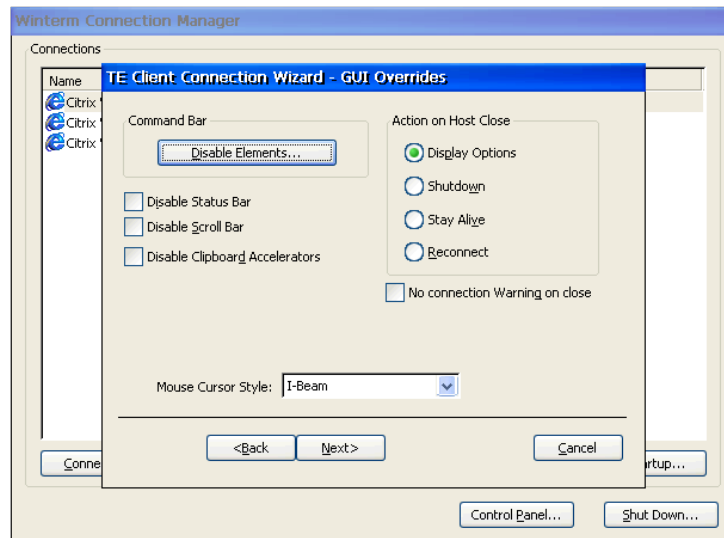 Winterm Connection Manager
Connections
Name
TE Client Connection Wizard - GUI Overrides
Citrix
Citrix
Citrix
Command Bar
Disable Elements...
Disable Status Bar
Disable Scroll Bar
Disable Clipboard Accelerators
Action on Host Close
Display Options
Shutdown
Stay Alive
Reconnect
No connection Warning on close
Mouse Cursor Style: I-Beam
<Back Next> Cancel
Conne
rtup...
Control Panel... Shut Down...